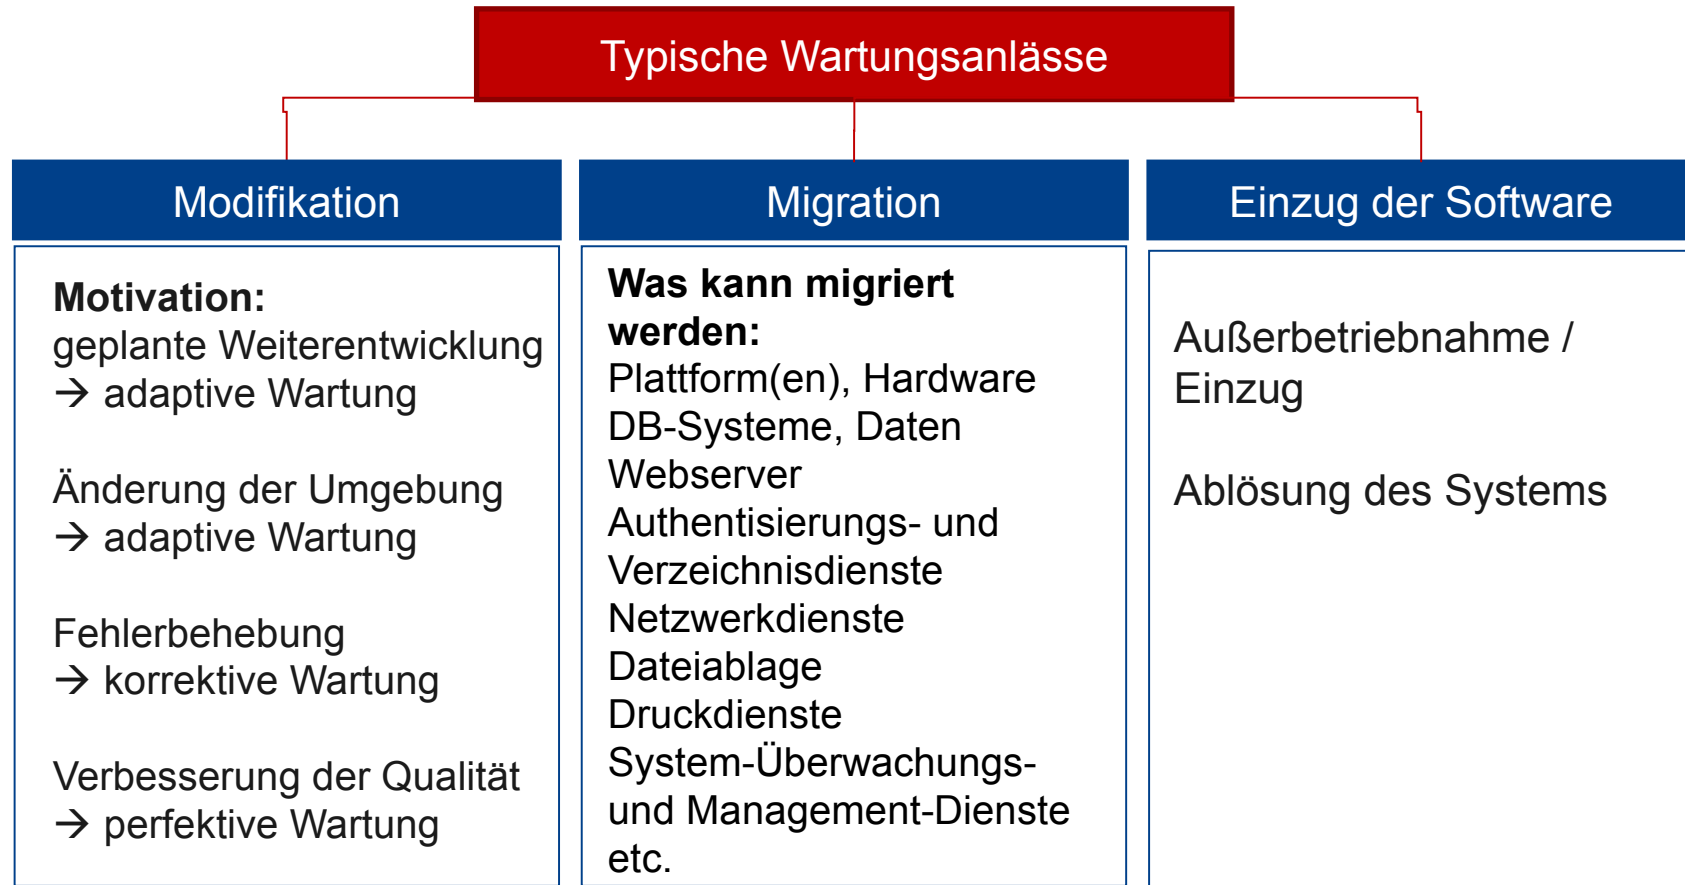 Typische Wartungsanlässe
Modifikation
Motivation:
geplante Weiterentwicklung
→ adaptive Wartung
Änderung der Umgebung
→ adaptive Wartung
Fehlerbehebung
→ korrektive Wartung
Verbesserung der Qualität
→ perfektive Wartung
Migration
Was kann migriert
werden:
Plattform(en), Hardware
DB-Systeme, Daten
Webserver
Authentisierungs- und
Verzeichnisdienste
Netzwerkdienste
Dateiablage
Druckdienste
System-Überwachungs-
und Management-Dienste
etc.
Einzug der Software
Außerbetriebnahme /
Einzug
Ablösung des Systems